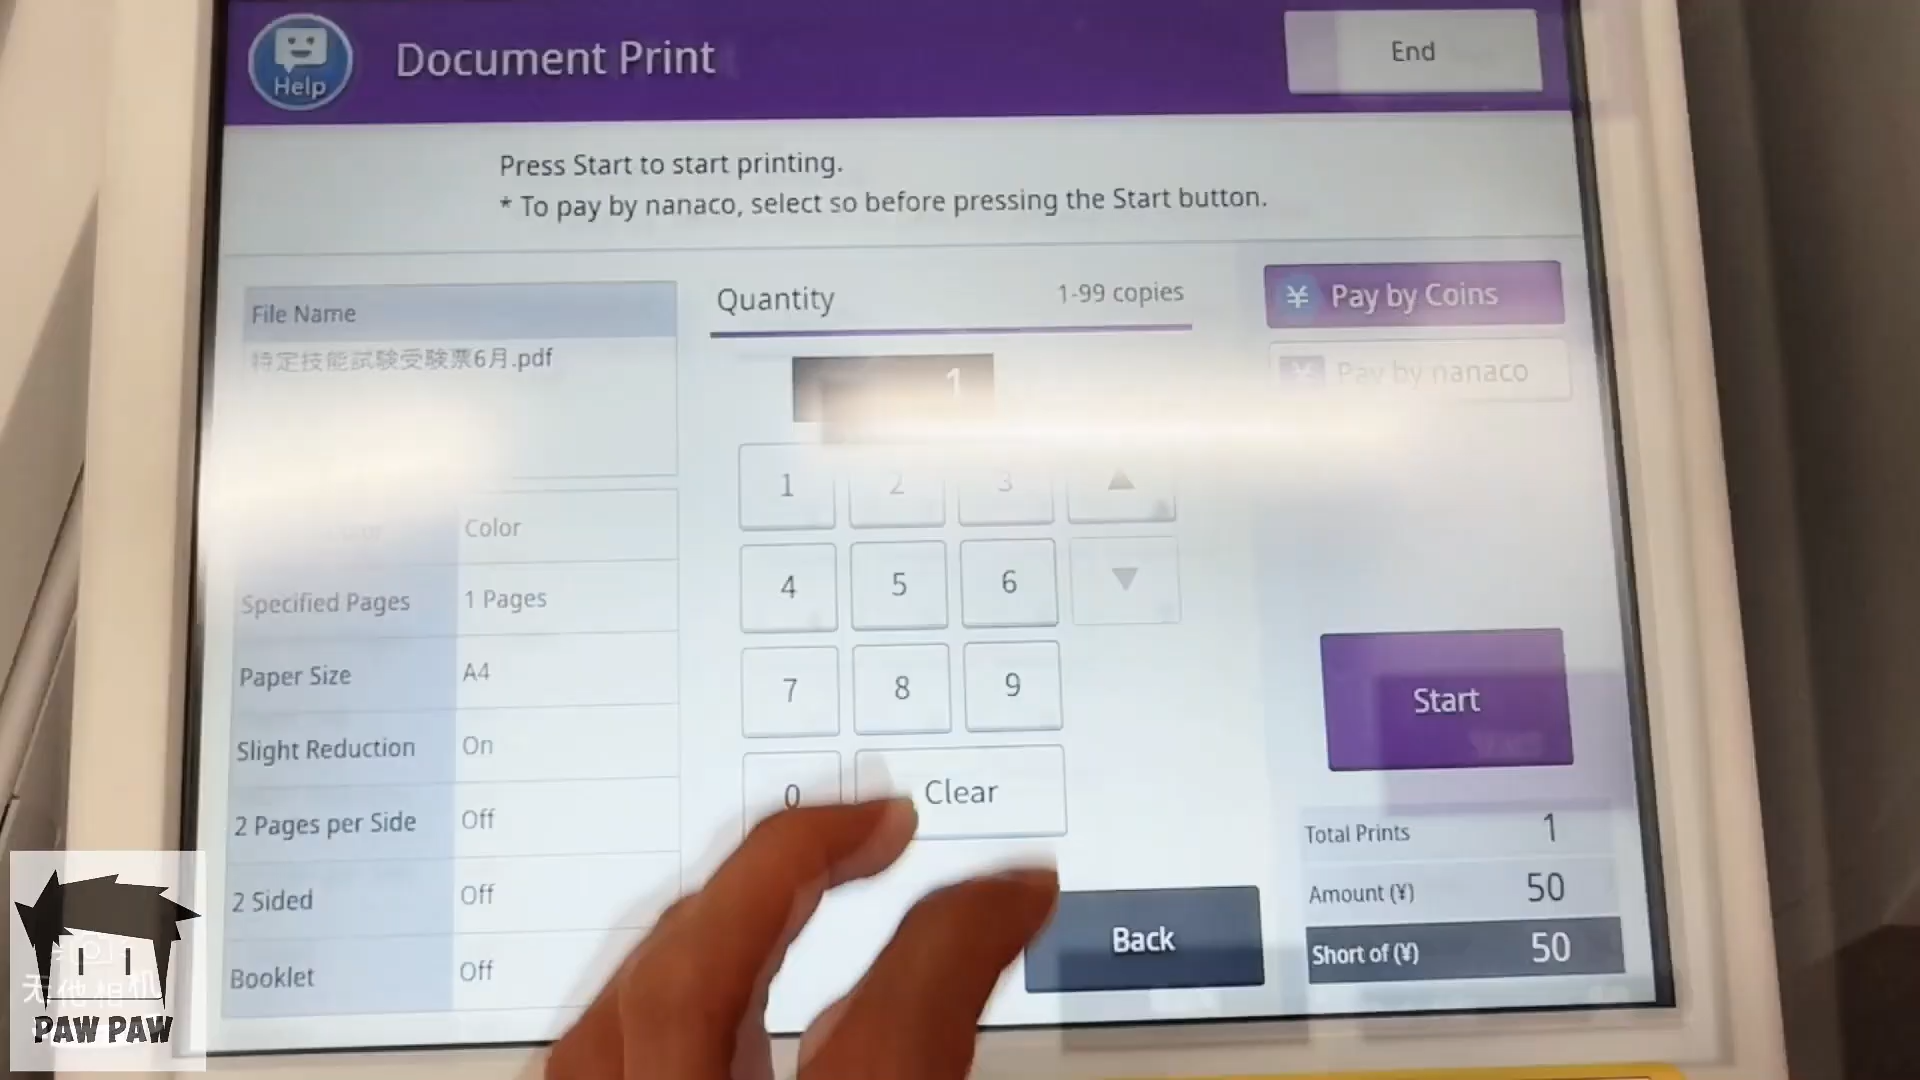 Help
Document Print
End
Press Start to start printing.
* To pay by nanaco, select so before pressing the Start button.
File Name
特定技能試験受験票6月.pdf
Color
Specified Pages 1 Pages
Paper Size A4
Slight Reduction On
2 Pages per Side Off
2 Sided Off
Booklet Off
Quantity 1-99 copies
1
1 2 3 ▲
4 5 6 ▼
7 8 9
0 Clear
Back
¥ Pay by Coins
¥ Pay by nanaco
Start
Total Prints 1
Amount (¥) 50
Short of (¥) 50
无他相机
PAW PAW